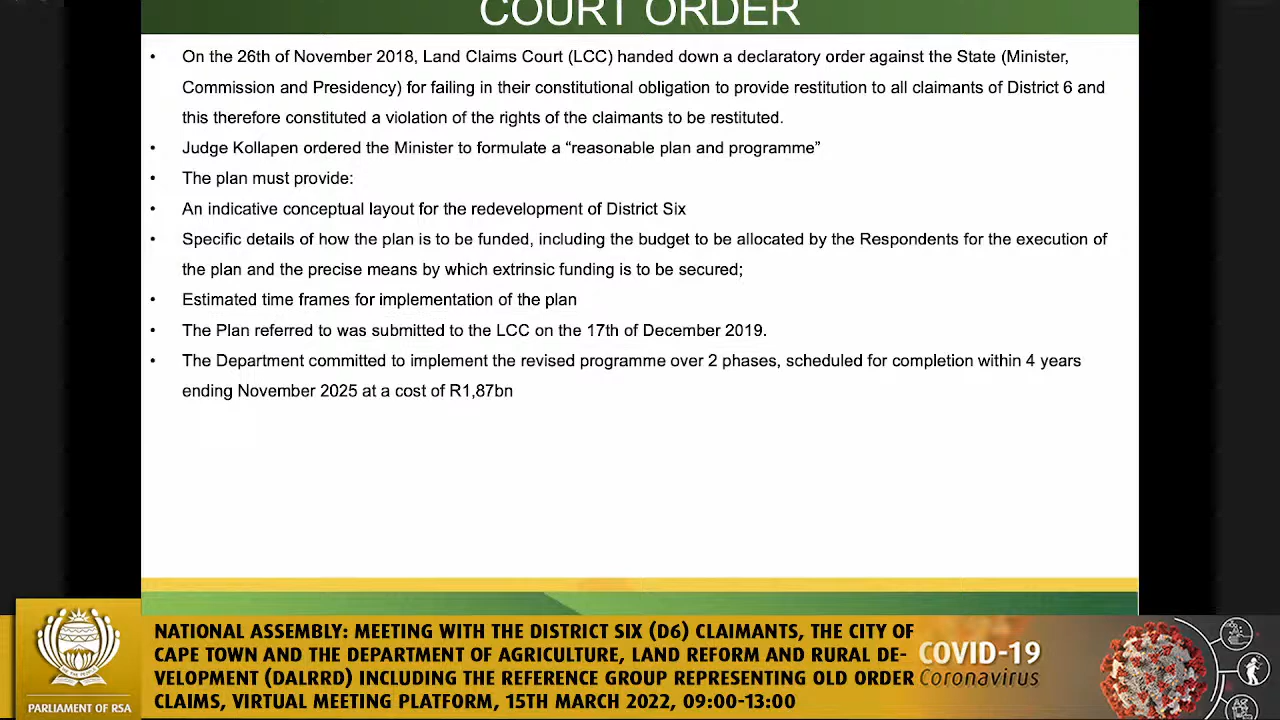 COURT ORDER
• On the 26th of November 2018, Land Claims Court (LCC) handed down a declaratory order against the State (Minister,
Commission and Presidency) for failing in their constitutional obligation to provide restitution to all claimants of District 6 and
this therefore constituted a violation of the rights of the claimants to be restituted.
• Judge Kollapen ordered the Minister to formulate a “reasonable plan and programme”
• The plan must provide:
• An indicative conceptual layout for the redevelopment of District Six
• Specific details of how the plan is to be funded, including the budget to be allocated by the Respondents for the execution of
the plan and the precise means by which extrinsic funding is to be secured;
• Estimated time frames for implementation of the plan
• The Plan referred to was submitted to the LCC on the 17th of December 2019.
• The Department committed to implement the revised programme over 2 phases, scheduled for completion within 4 years
ending November 2025 at a cost of R1,87bn
NATIONAL ASSEMBLY: MEETING WITH THE DISTRICT SIX (D6) CLAIMANTS, THE CITY OF
CAPE TOWN AND THE DEPARTMENT OF AGRICULTURE, LAND REFORM AND RURAL DE-
VELOPMENT (DALRRD) INCLUDING THE REFERENCE GROUP REPRESENTING OLD ORDER
CLAIMS, VIRTUAL MEETING PLATFORM, 15TH MARCH 2022, 09:00-13:00
COVID-19
Coronavirus
PARLIAMENT OF RSA